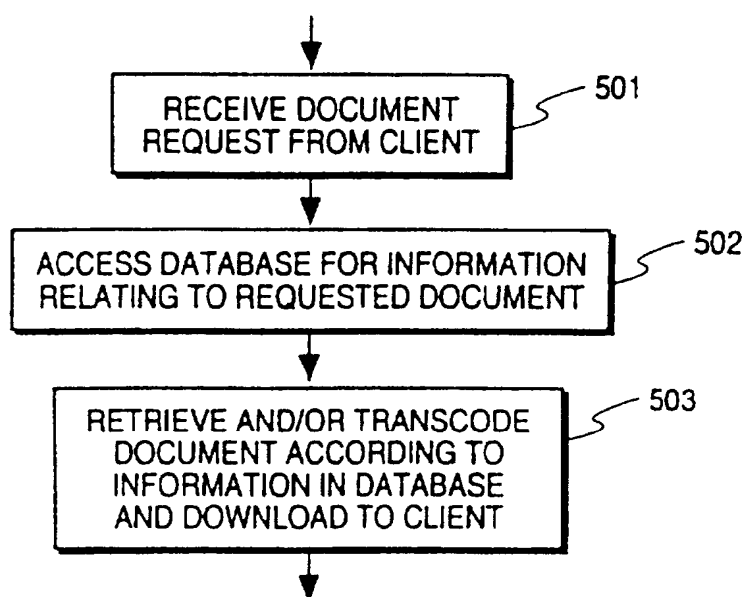 RECEIVE DOCUMENT
REQUEST FROM CLIENT
501
ACCESS DATABASE FOR INFORMATION
RELATING TO REQUESTED DOCUMENT
502
RETRIEVE AND/OR TRANSCODE
DOCUMENT ACCORDING TO
INFORMATION IN DATABASE
AND DOWNLOAD TO CLIENT
503